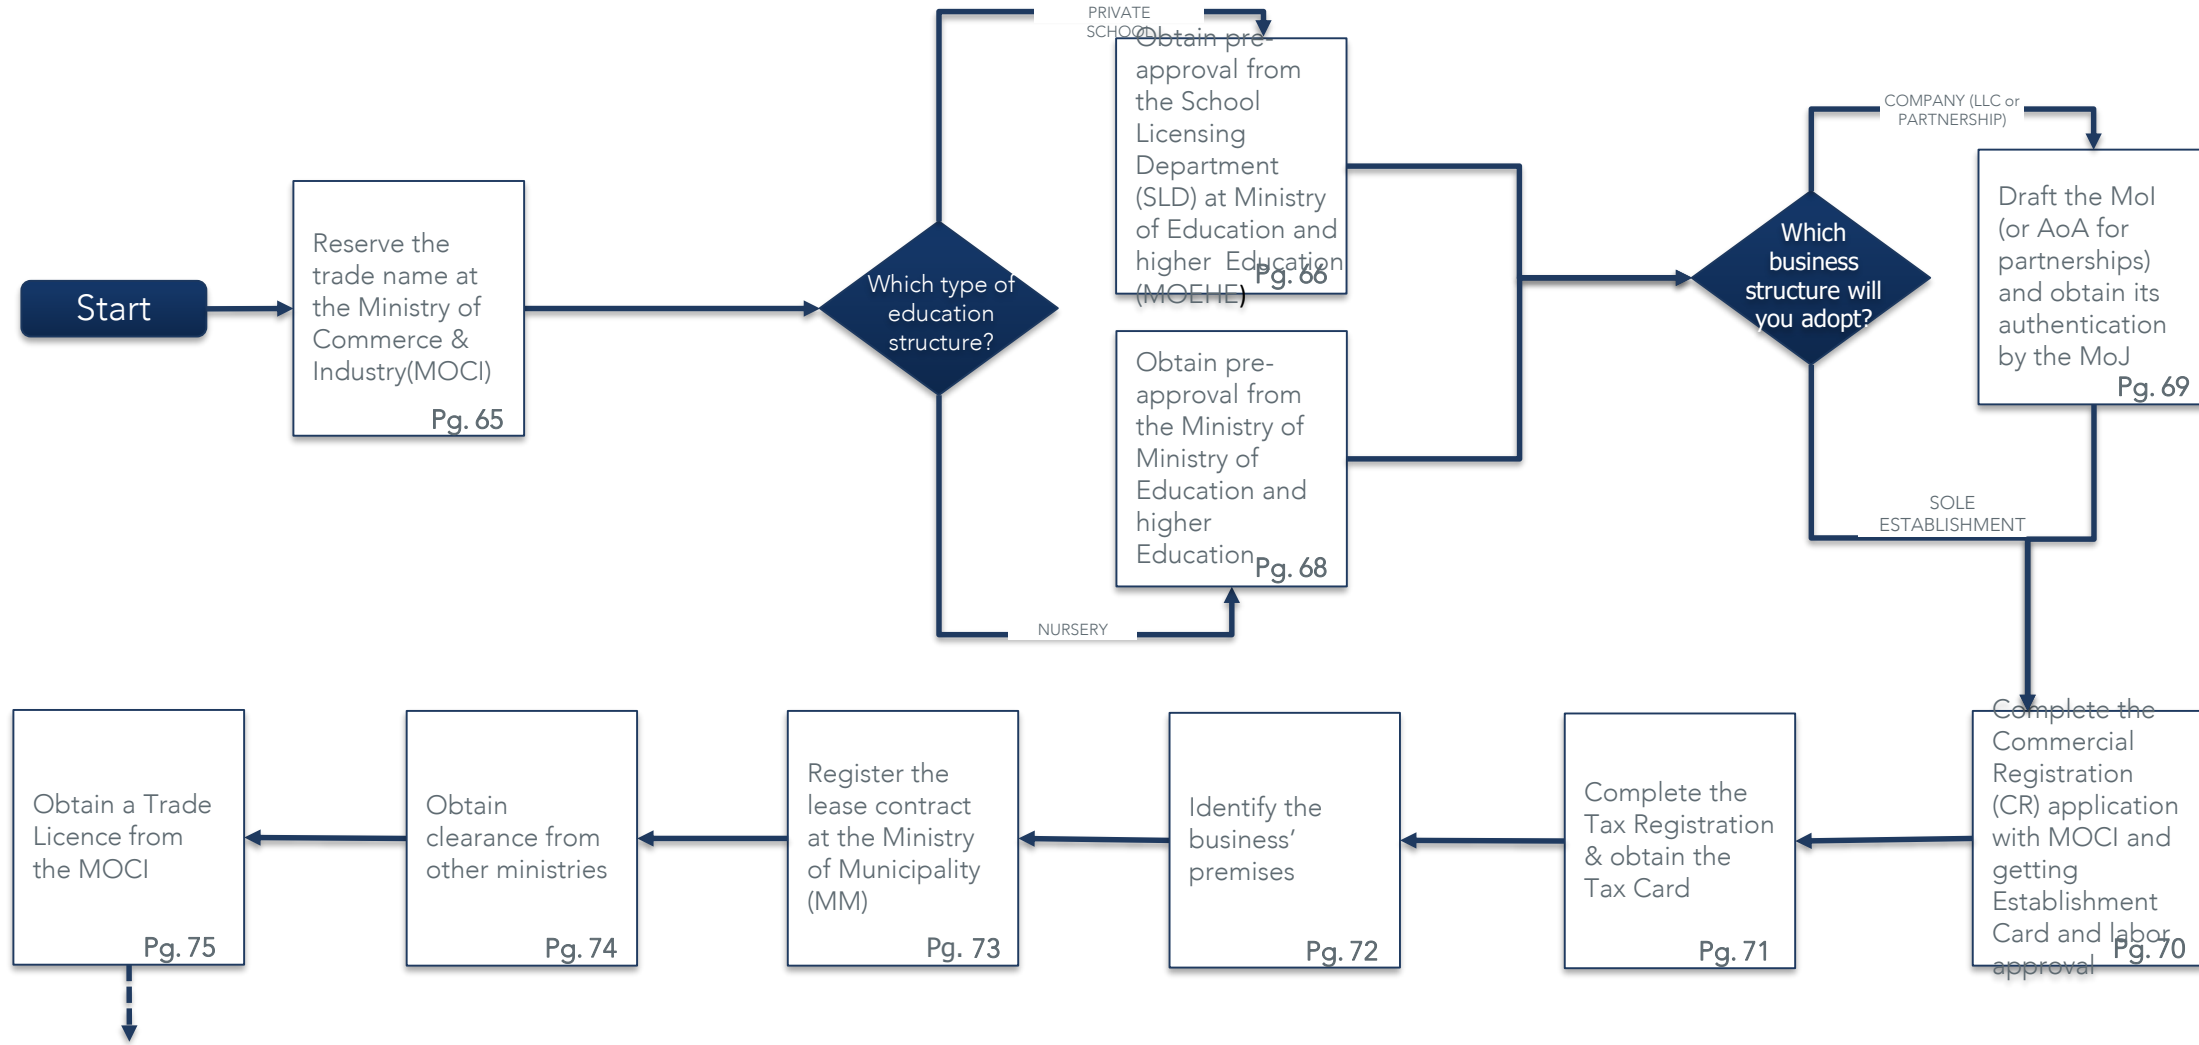 Start
Reserve the
trade name at
the Ministry of
Commerce &
Industry(MOCI)
Pg. 65
Which type of
education
structure?
PRIVATE
SCHOOL
Obtain pre-
approval from
the School
Licensing
Department
(SLD) at Ministry
of Education and
higher Education
(MOEHE)
Pg. 66
NURSERY
Obtain pre-
approval from
the Ministry of
Ministry of
Education and
higher
Education
Pg. 68
Which
business
structure will
you adopt?
COMPANY (LLC or
PARTNERSHIP)
Draft the MoI
(or AoA for
partnerships)
and obtain its
authentication
by the MoJ
Pg. 69
SOLE
ESTABLISHMENT
Complete the
Commercial
Registration
(CR) application
with MOCI and
getting
Establishment
Card and labor
approval
Pg. 70
Complete the
Tax Registration
& obtain the
Tax Card
Pg. 71
Identify the
business’
premises
Pg. 72
Register the
lease contract
at the Ministry
of Municipality
(MM)
Pg. 73
Obtain
clearance from
other ministries
Pg. 74
Obtain a Trade
Licence from
the MOCI
Pg. 75